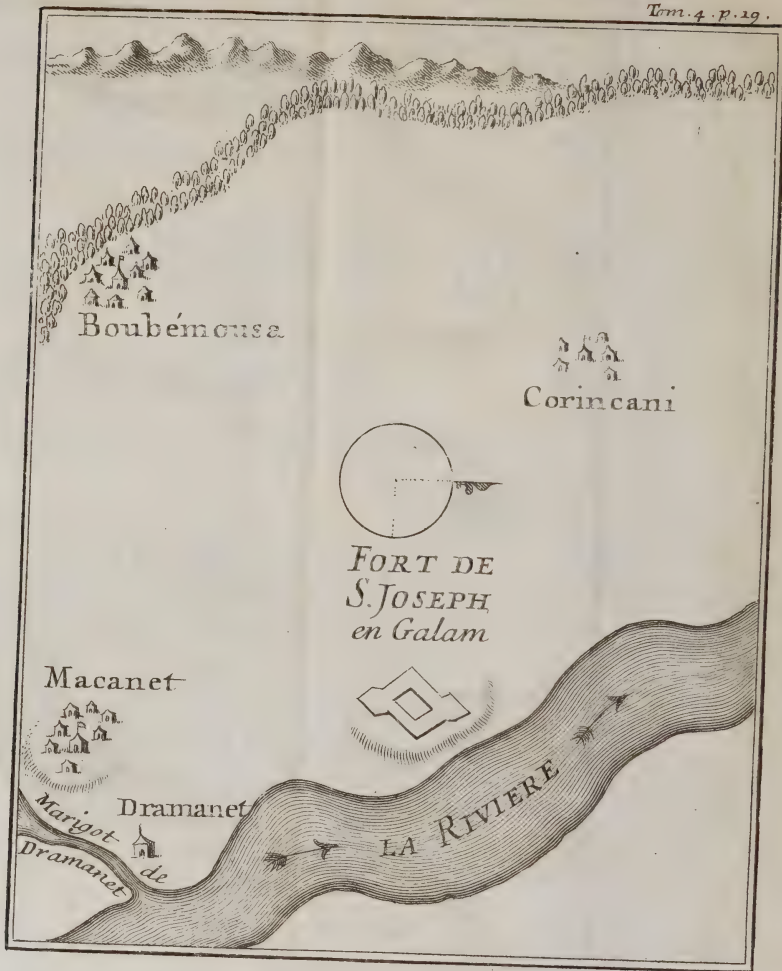 Tom. 4. p. 19.
Boubémousa
Corincani
FORT DE
S. JOSEPH
en Galam
Macanet
Dramanet
Marigot de
Dramanet
LA RIVIERE